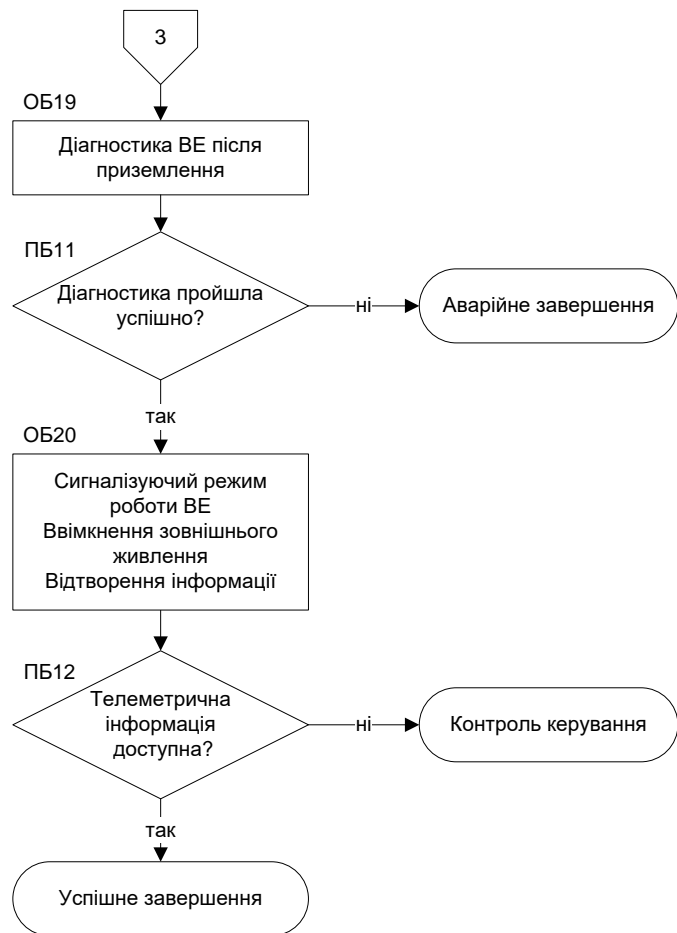 3
ОБ19
Діагностика ВЕ після
приземлення
ПБ11
Діагностика пройшла
успішно?
ні
Аварійне завершення
так
ОБ20
Сигналізуючий режим
роботи ВЕ
Ввімкнення зовнішнього
живлення
Відтворення інформації
ПБ12
Телеметрична
інформація
доступна?
ні
Контроль керування
так
Успішне завершення